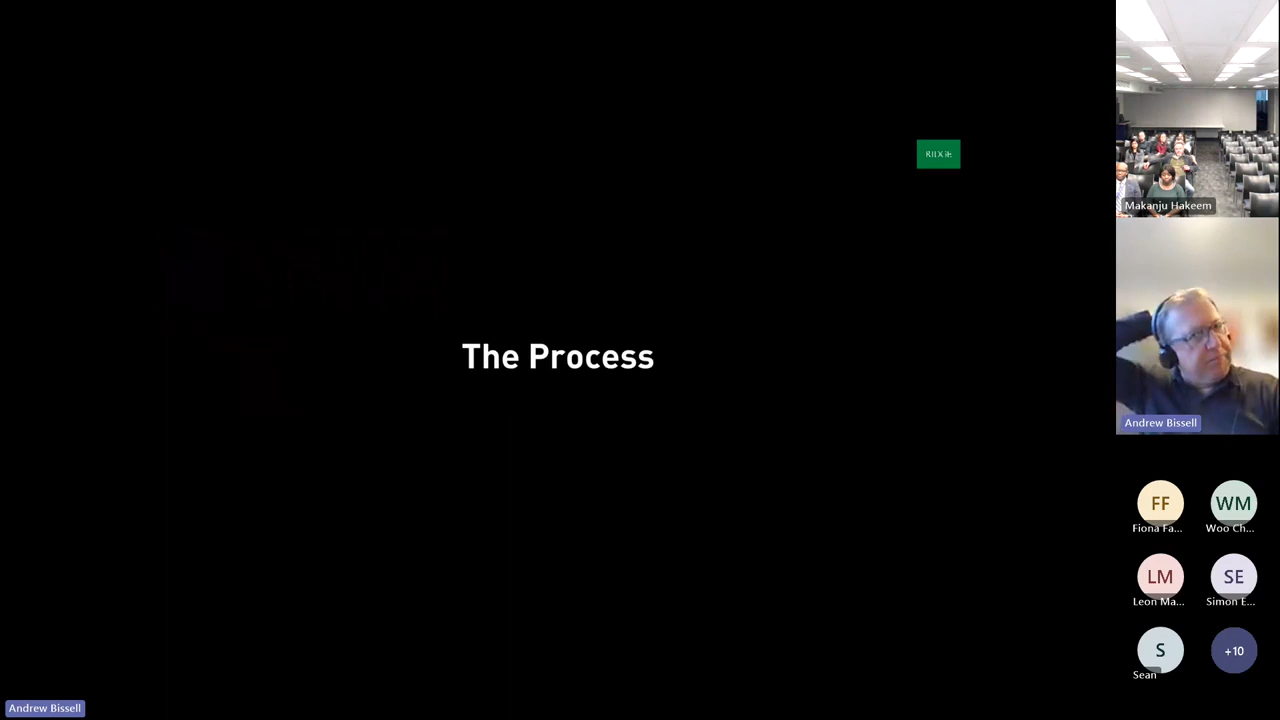 RIDGE
The Process
Makanju Hakeem
Andrew Bissell
FF
WM
Fiona Fa...
Woo Ch...
LM
SE
Leon Ma...
Simon E...
S
+10
Sean
Andrew Bissell